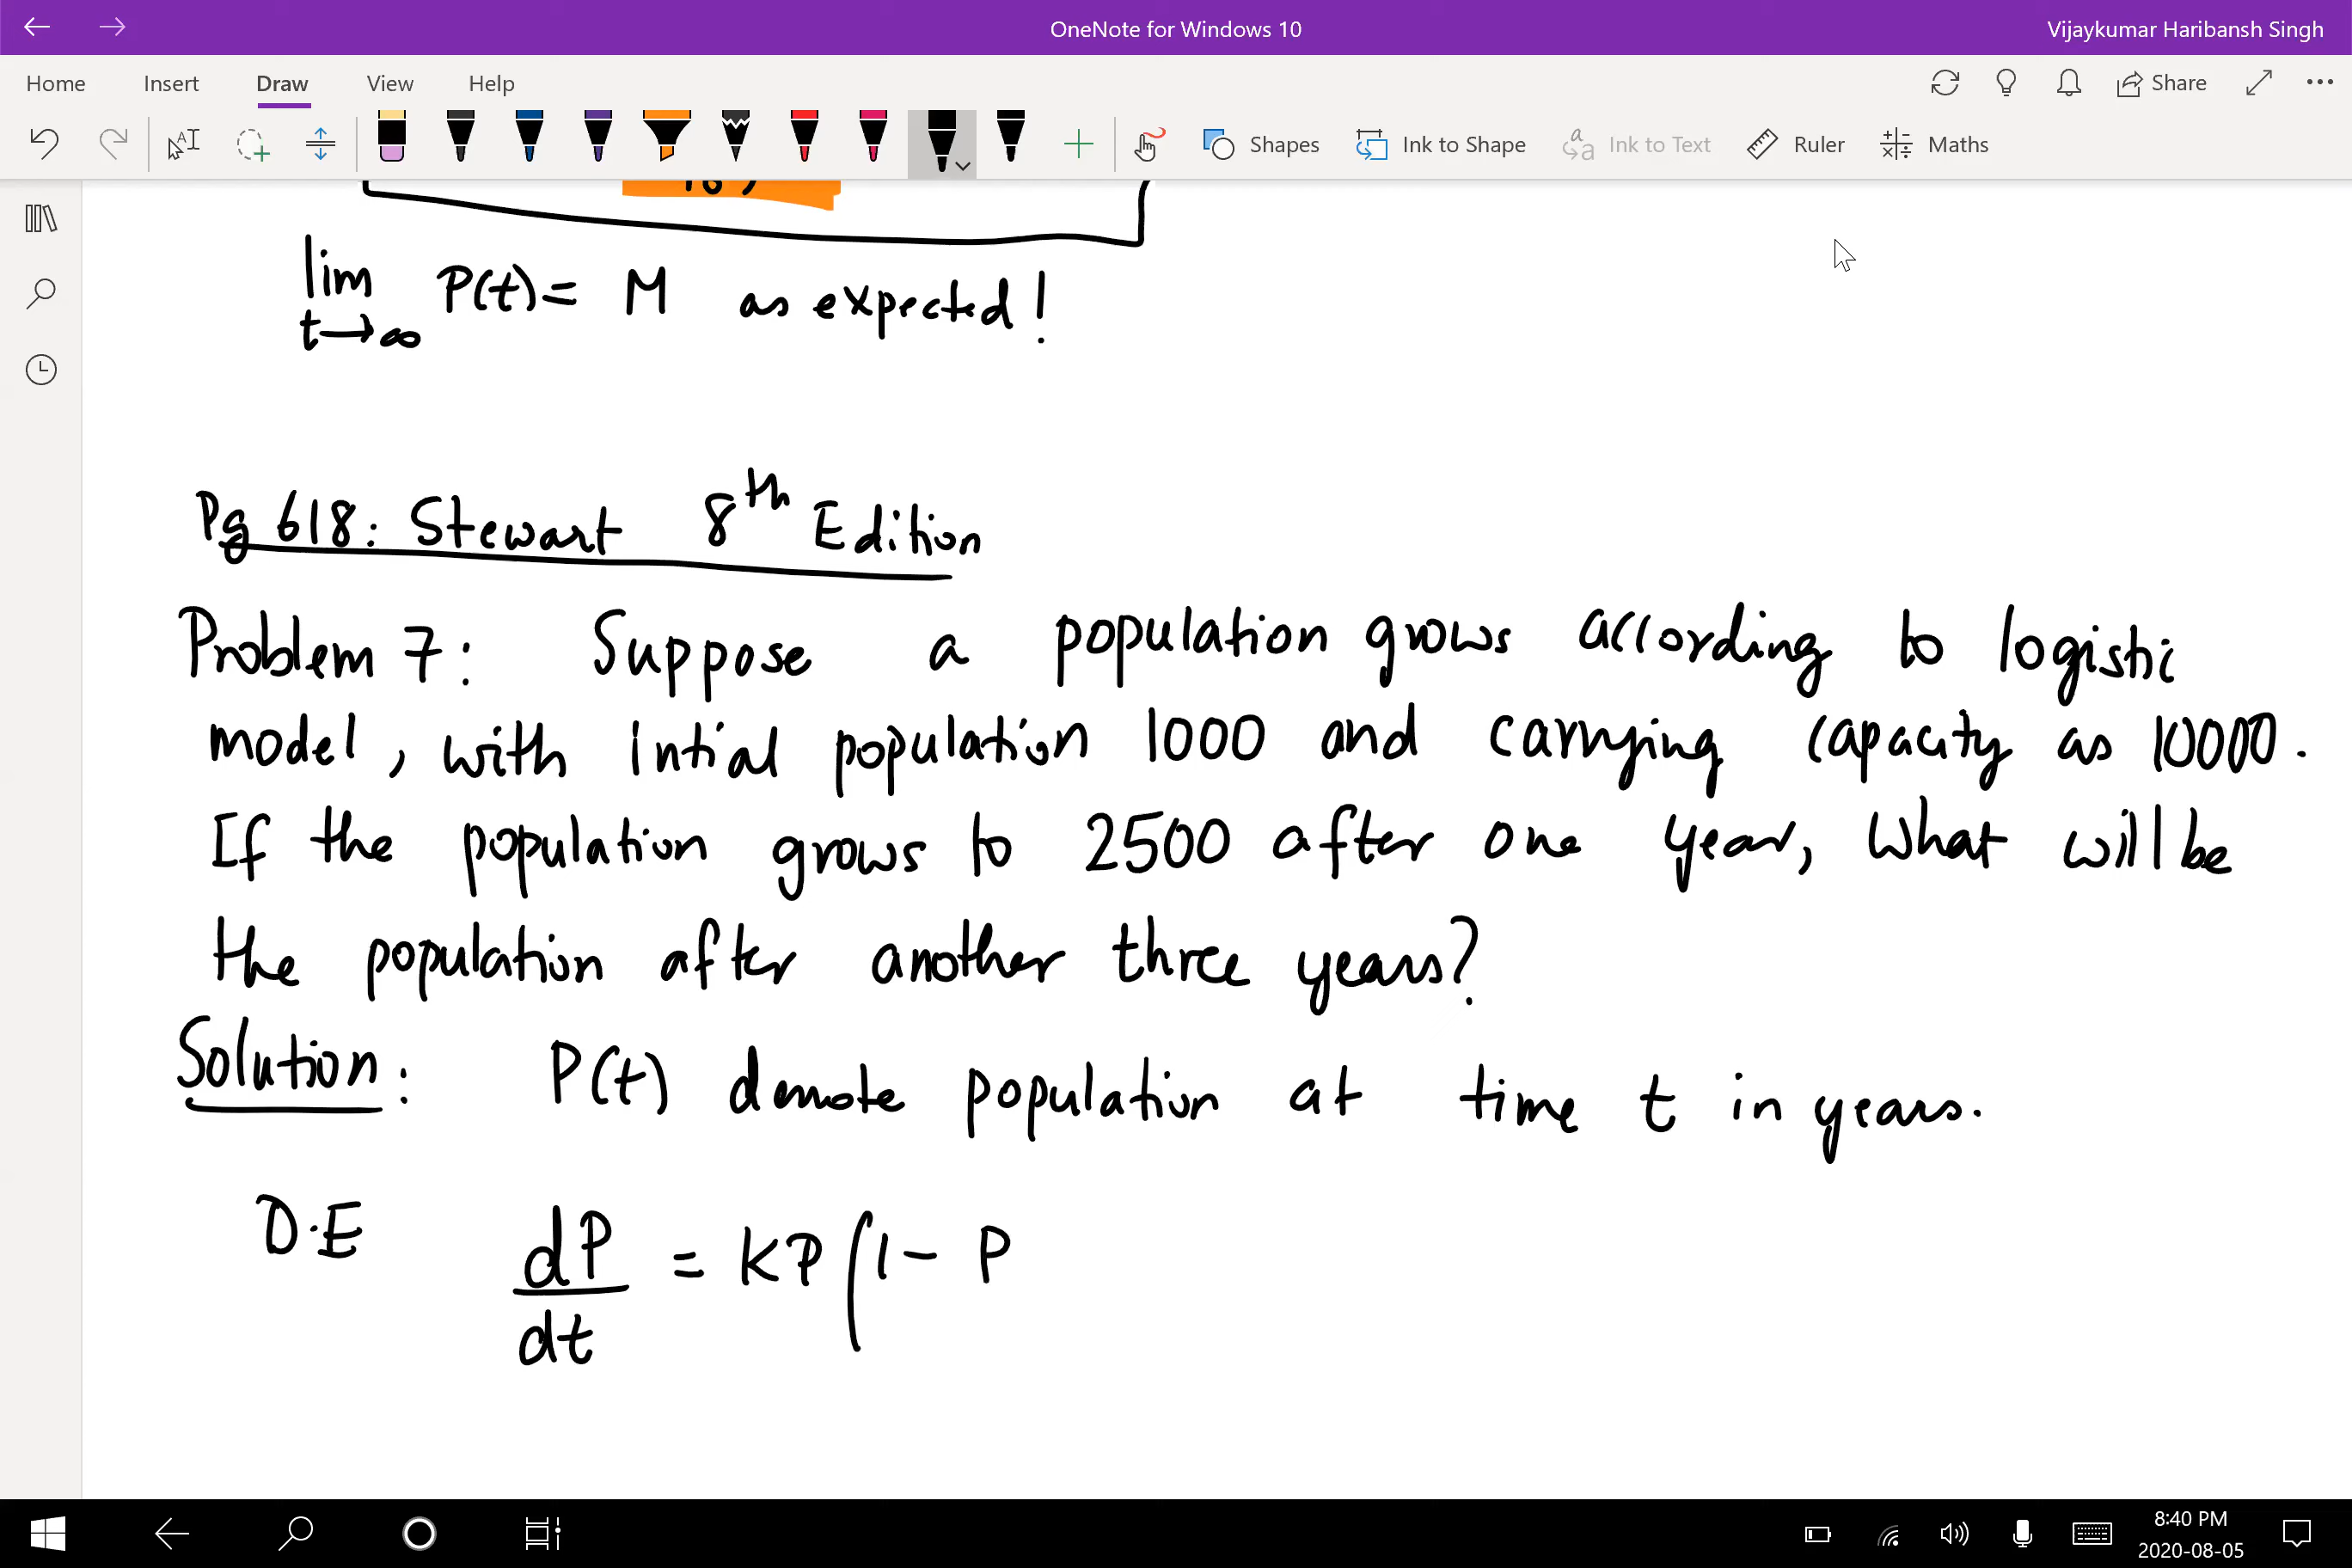 OneNote for Windows 10
Vijaykumar Haribansh Singh
Home Insert Draw View Help
Share
Shapes Ink to Shape Ink to Text Ruler Maths
lim P(t) = M as expected!
t→∞
Pg 618: Stewart 8th Edition
Problem 7: Suppose a population grows according to logistic
model, with intial population 1000 and carrying capacity as 10000.
If the population grows to 2500 after one year, What will be
the population after another three years?
Solution: P(t) denote population at time t in years.
D.E dP/dt = KP(1 - P
8:40 PM
2020-08-05